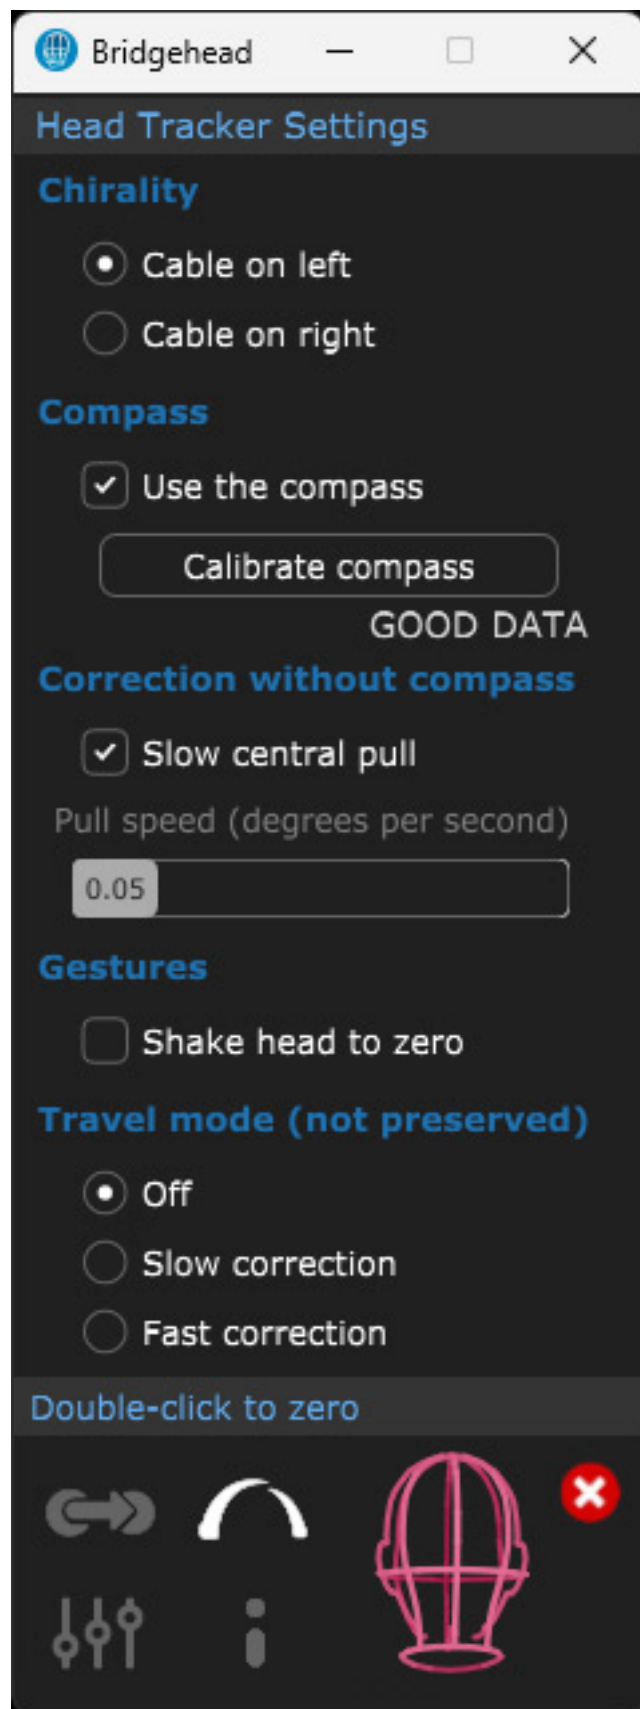 Bridgehead
Head Tracker Settings
Chirality
Cable on left
Cable on right
Compass
Use the compass
Calibrate compass
GOOD DATA
Correction without compass
Slow central pull
Pull speed (degrees per second)
0.05
Gestures
Shake head to zero
Travel mode (not preserved)
Off
Slow correction
Fast correction
Double-click to zero